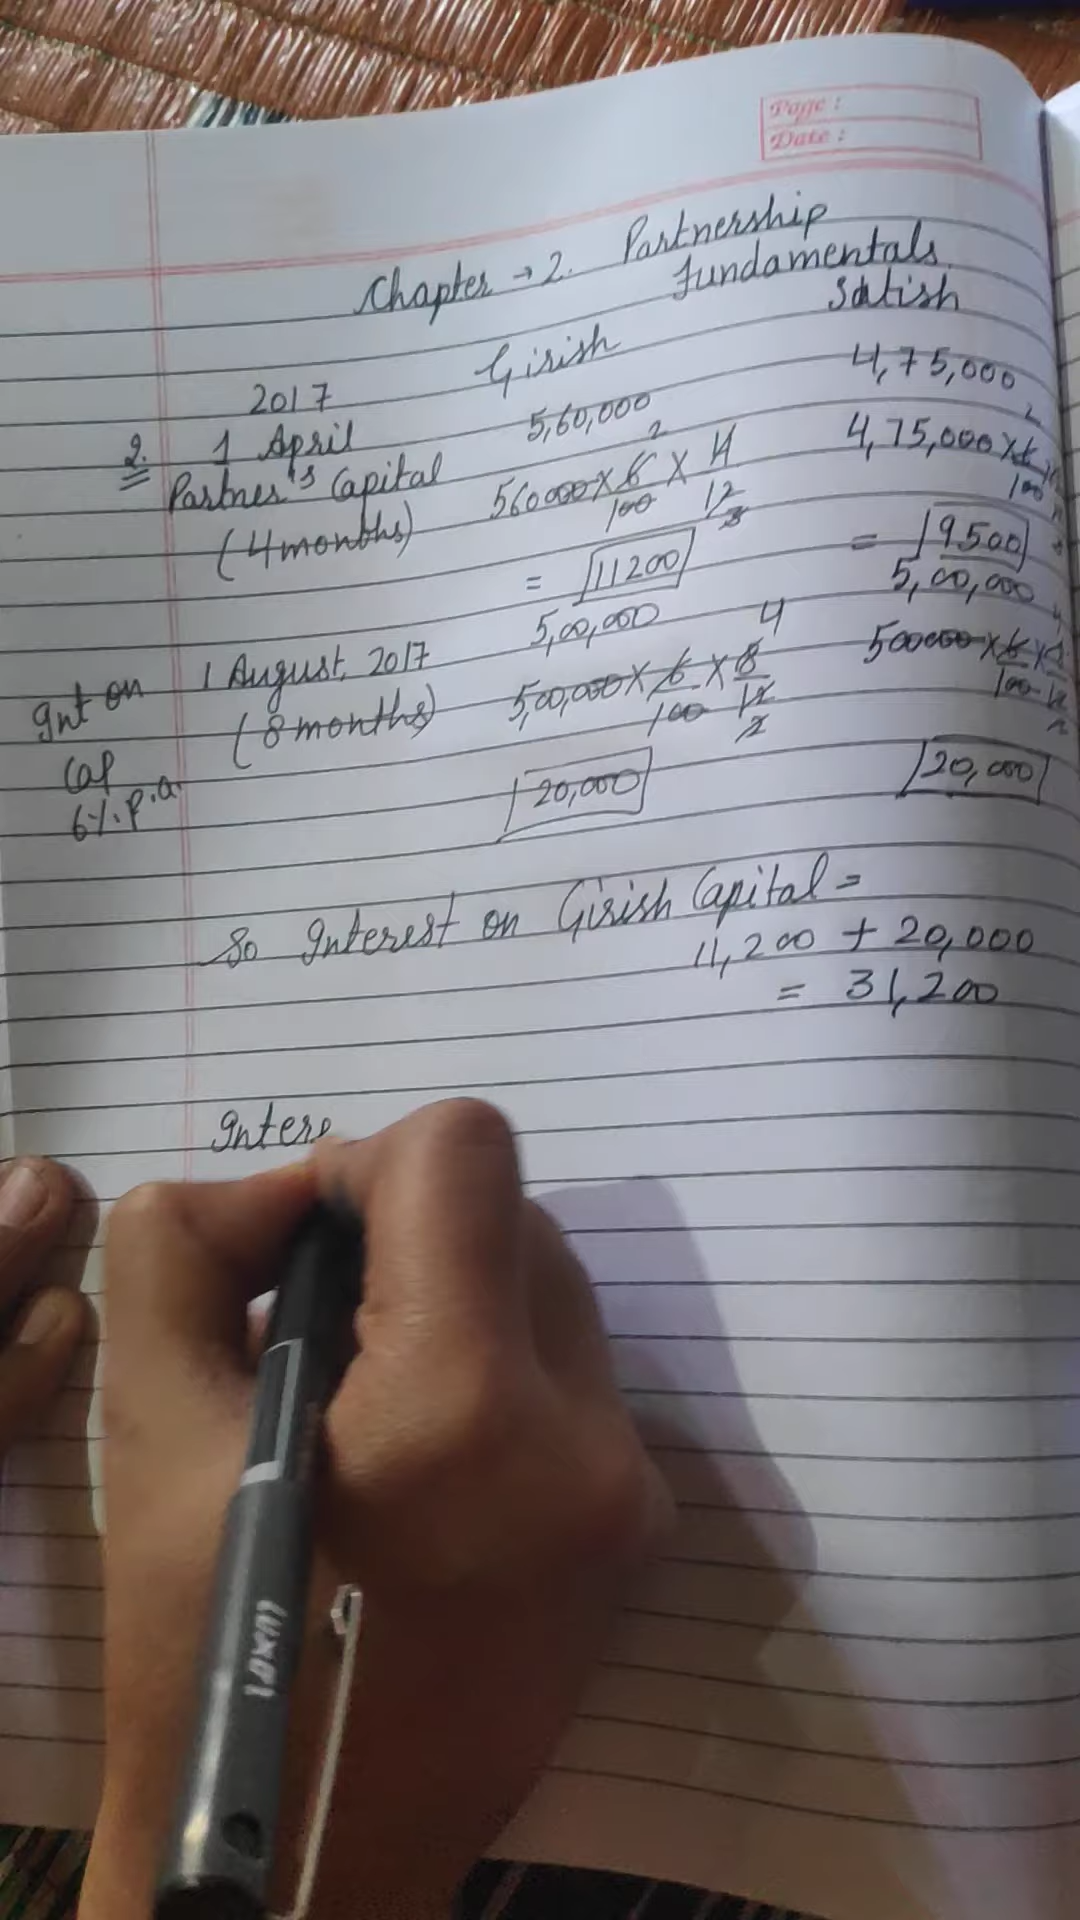 Page :
Date :
Chapter → 2. Partnership
Fundamentals
Girish Satish
2017
2. 1 April 5,60,000 4,75,000
Partner's Capital 560000 × 6/100 × 4/12 4,75,000 × 6/100
(4 months)
= 11200 = 9500
1 August, 2017 5,00,000 5,00,000
Int on (8 months) 5,00,000 × 6/100 × 8/12 500000 × 6/100
Cap
6% p.a. 20,000 20,000
So Interest on Girish Capital =
11,200 + 20,000
= 31,200
Inters
LUXOR